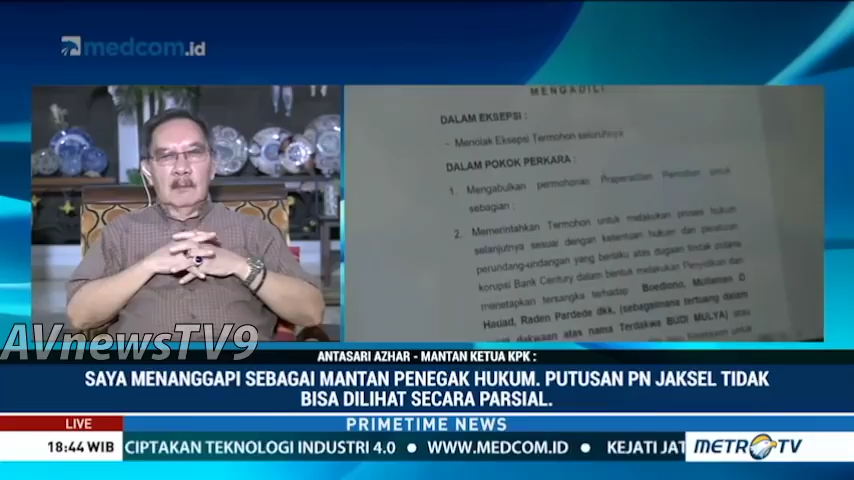 medcom.id
MENGADILI
DALAM EKSEPSI :
- Menolak Eksepsi Termohon seluruhnya
DALAM POKOK PERKARA :
1. Mengabulkan permohonan Praperadilan Pemohon untuk
sebagian ;
2. Memerintahkan Termohon untuk melakukan proses hukum
selanjutnya sesuai dengan ketentuan hukum dan peraturan
perundang-undangan yang berlaku atas dugaan tindak pidana
korupsi Bank Century dalam bentuk melakukan Penyidikan dan
menetapkan tersangka terhadap Boediono, Muliaman D
Hadad, Raden Pardede dkk, (sebagaimana tertuang dalam
dakwaan atas nama Terdakwa BUDI MULYA) atau
untuk
AVnewsTV9
ANTASARI AZHAR - MANTAN KETUA KPK :
SAYA MENANGGAPI SEBAGAI MANTAN PENEGAK HUKUM. PUTUSAN PN JAKSEL TIDAK
BISA DILIHAT SECARA PARSIAL.
LIVE
PRIMETIME NEWS
18:44 WIB
CIPTAKAN TEKNOLOGI INDUSTRI 4.0 ● WWW.MEDCOM.ID ● KEJATI JAT
METRO TV